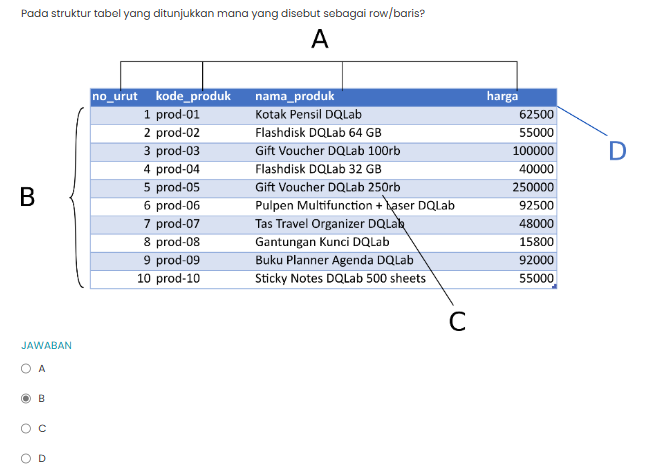 Pada struktur tabel yang ditunjukkan mana yang disebut sebagai row/baris?
A
no_urut kode_produk nama_produk harga
1 prod-01 Kotak Pensil DQLab 62500
2 prod-02 Flashdisk DQLab 64 GB 55000
3 prod-03 Gift Voucher DQLab 100rb 100000
4 prod-04 Flashdisk DQLab 32 GB 40000
5 prod-05 Gift Voucher DQLab 250rb 250000
6 prod-06 Pulpen Multifunction + Laser DQLab 92500
7 prod-07 Tas Travel Organizer DQLab 48000
8 prod-08 Gantungan Kunci DQLab 15800
9 prod-09 Buku Planner Agenda DQLab 92000
10 prod-10 Sticky Notes DQLab 500 sheets 55000
B
D
C
JAWABAN
A
B
C
D